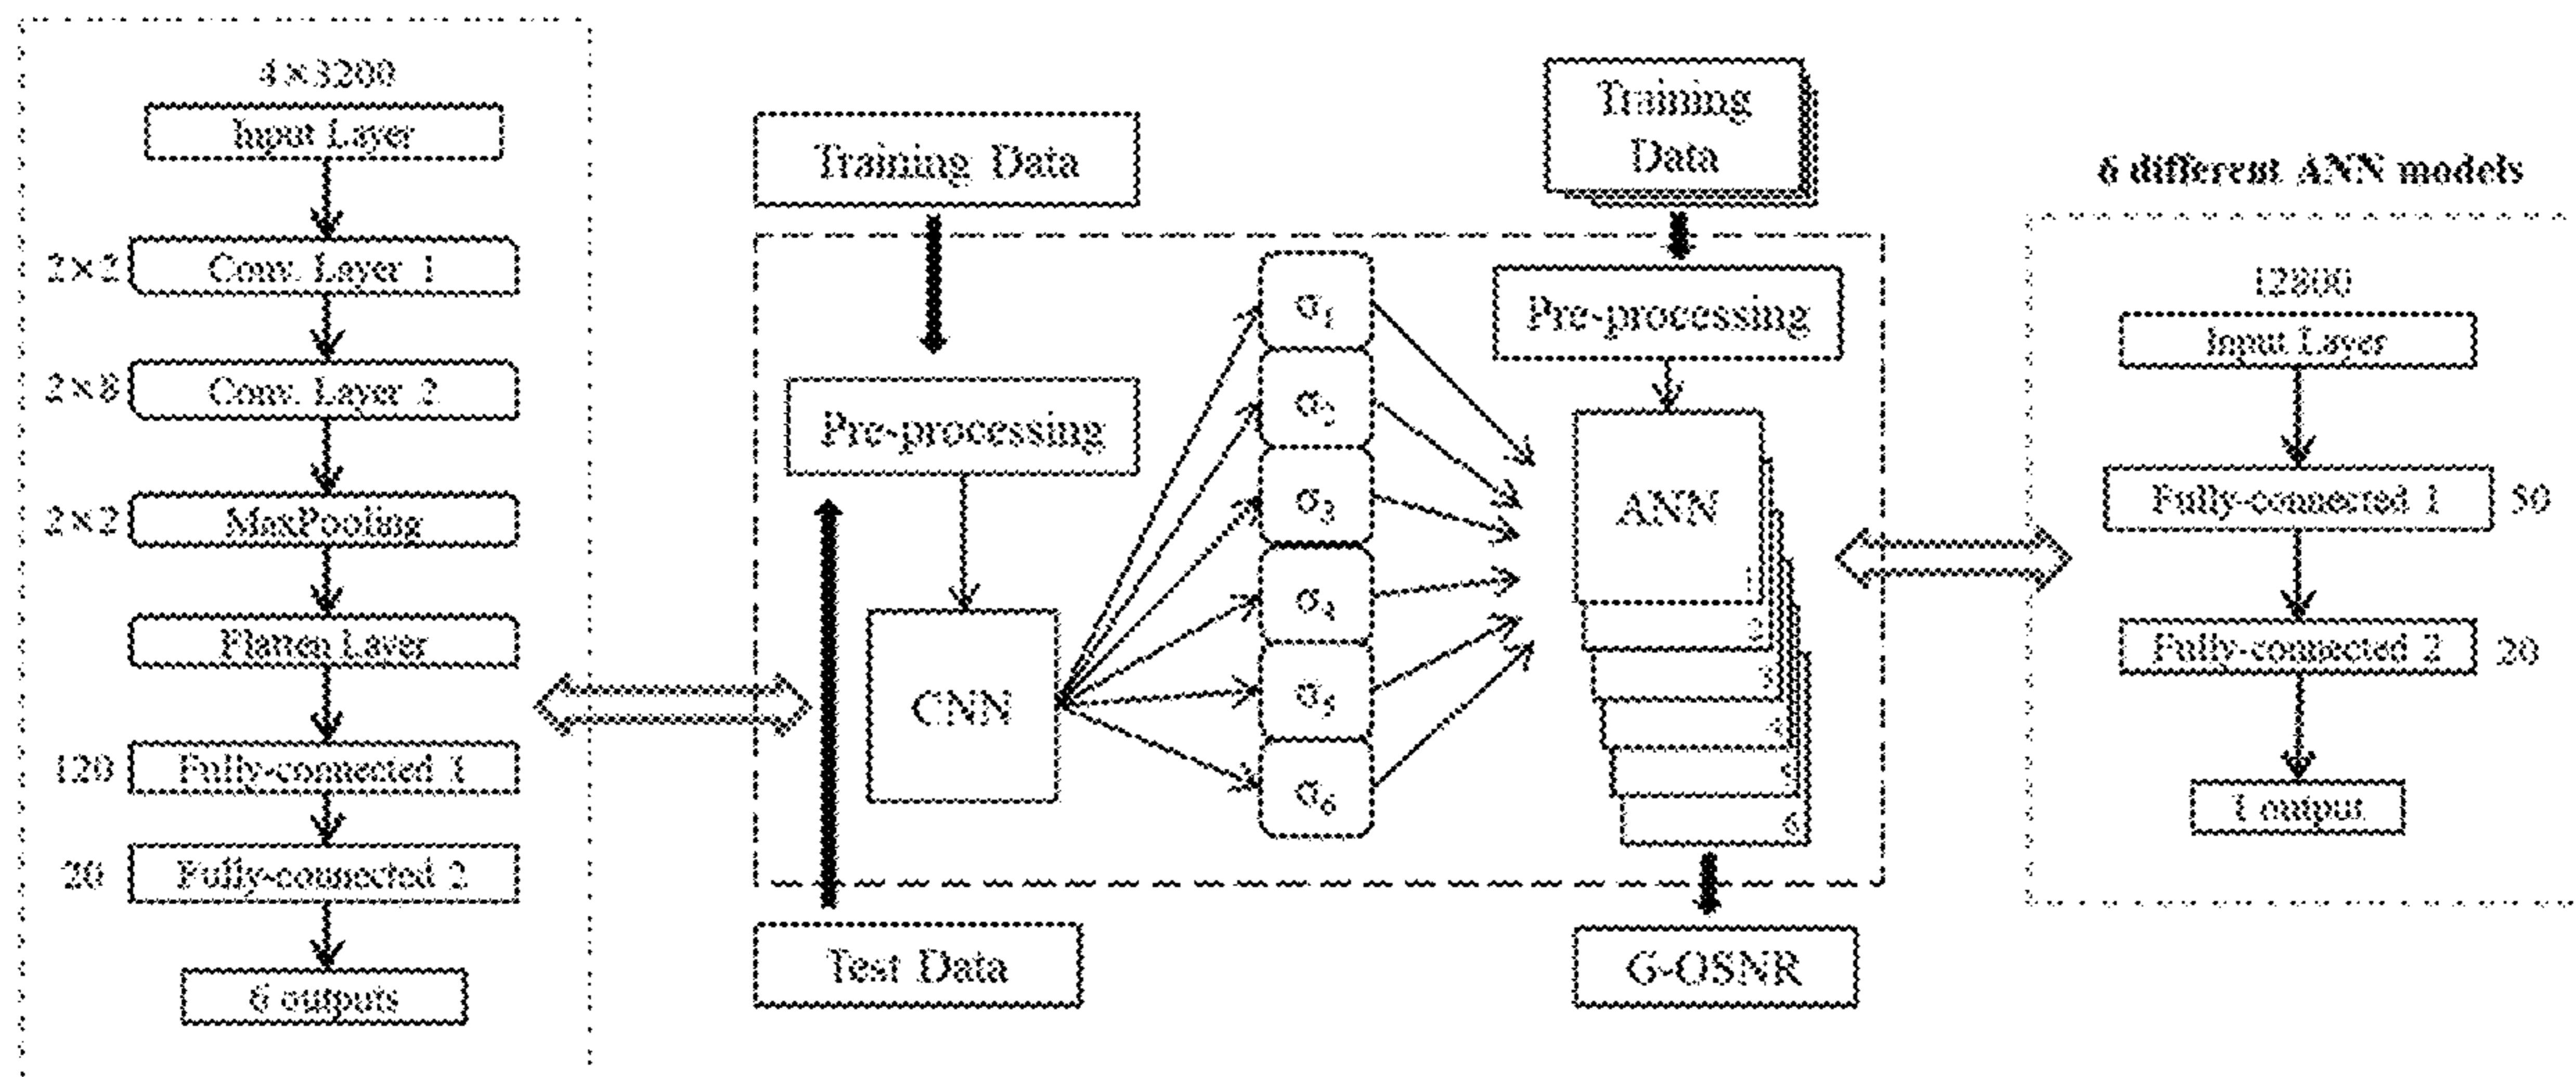 4×3200
Input Layer
2×2
Conv. Layer 1
2×8
Conv. Layer 2
2×2
MaxPooling
Flatten Layer
120
Fully-connected 1
20
Fully-connected 2
6 outputs
Training Data
Pre-processing
CNN
Test Data
σ1
σ2
σ3
σ4
σ5
σ6
Training
Data
Pre-processing
ANN
1
2
3
4
5
6
G-OSNR
6 different ANN models
12800
Input Layer
Fully-connected 1
50
Fully-connected 2
20
1 output